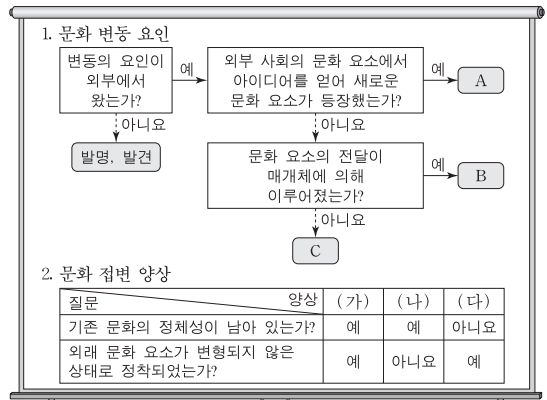 1. 문화 변동 요인
변동의 요인이
외부에서
왔는가?
예
외부 사회의 문화 요소에서
아이디어를 얻어 새로운
문화 요소가 등장했는가?
예
A
아니요
발명, 발견
아니요
문화 요소의 전달이
매개체에 의해
이루어졌는가?
예
B
아니요
C
2. 문화 접변 양상
질문 양상 (가) (나) (다)
기존 문화의 정체성이 남아 있는가? 예 예 아니요
외래 문화 요소가 변형되지 않은
상태로 정착되었는가? 예 아니요 예